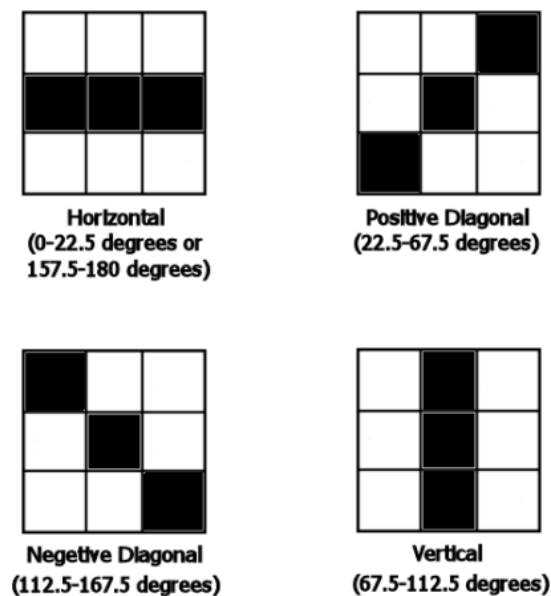 Horizontal
(0-22.5 degrees or
157.5-180 degrees)
Positive Diagonal
(22.5-67.5 degrees)
Negetive Diagonal
(112.5-167.5 degrees)
Vertical
(67.5-112.5 degrees)